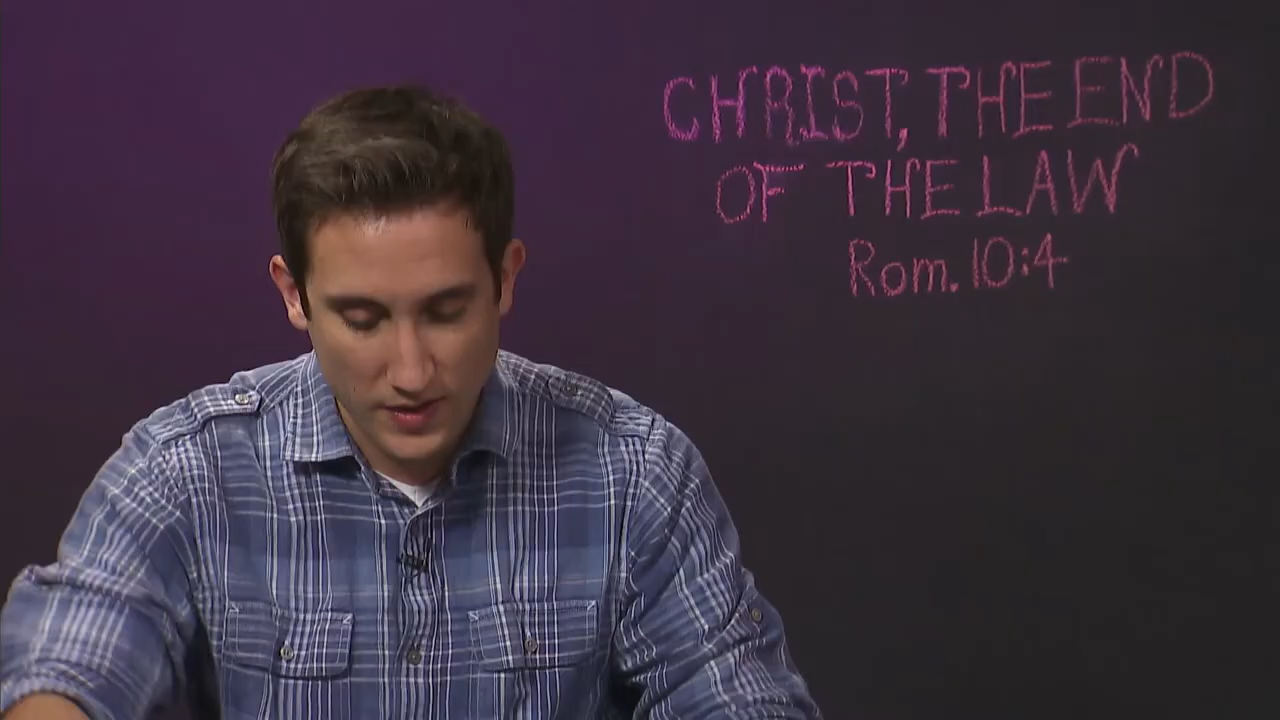 CHRIST, THE END
OF THE LAW
Rom. 10:4